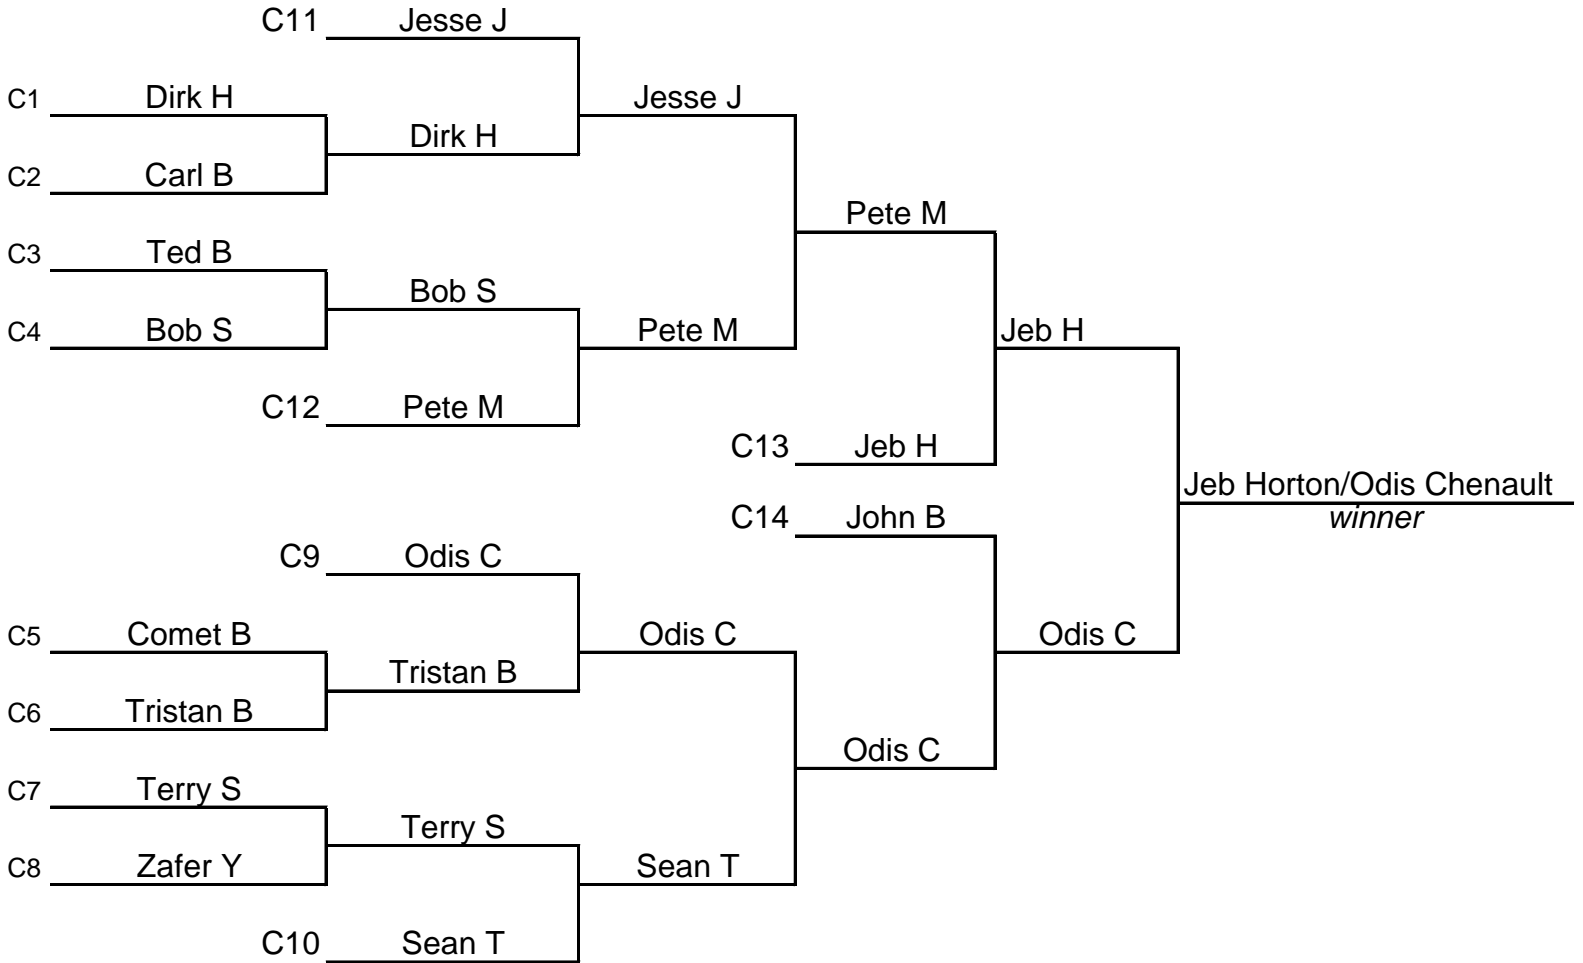 C11 Jesse J
C1 Dirk H
Jesse J
Dirk H
C2 Carl B
Pete M
C3 Ted B
Bob S
C4 Bob S
Pete M
Jeb H
C12 Pete M
C13 Jeb H
Jeb Horton/Odis Chenault
winner
C14 John B
C9 Odis C
C5 Comet B
Odis C
Odis C
Tristan B
C6 Tristan B
Odis C
C7 Terry S
Terry S
C8 Zafer Y
Sean T
C10 Sean T